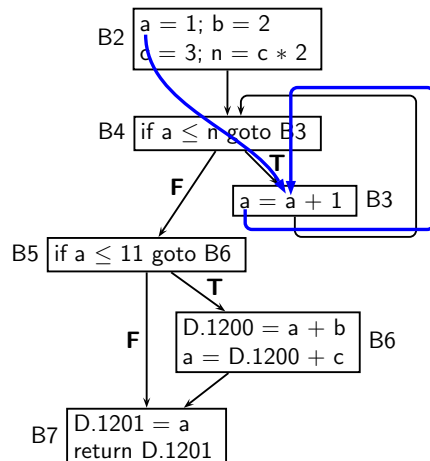 B2
a = 1; b = 2
c = 3; n = c * 2
B4
if a ≤ n goto B3
T
F
a = a + 1
B3
B5
if a ≤ 11 goto B6
T
F
D.1200 = a + b
a = D.1200 + c
B6
B7
D.1201 = a
return D.1201